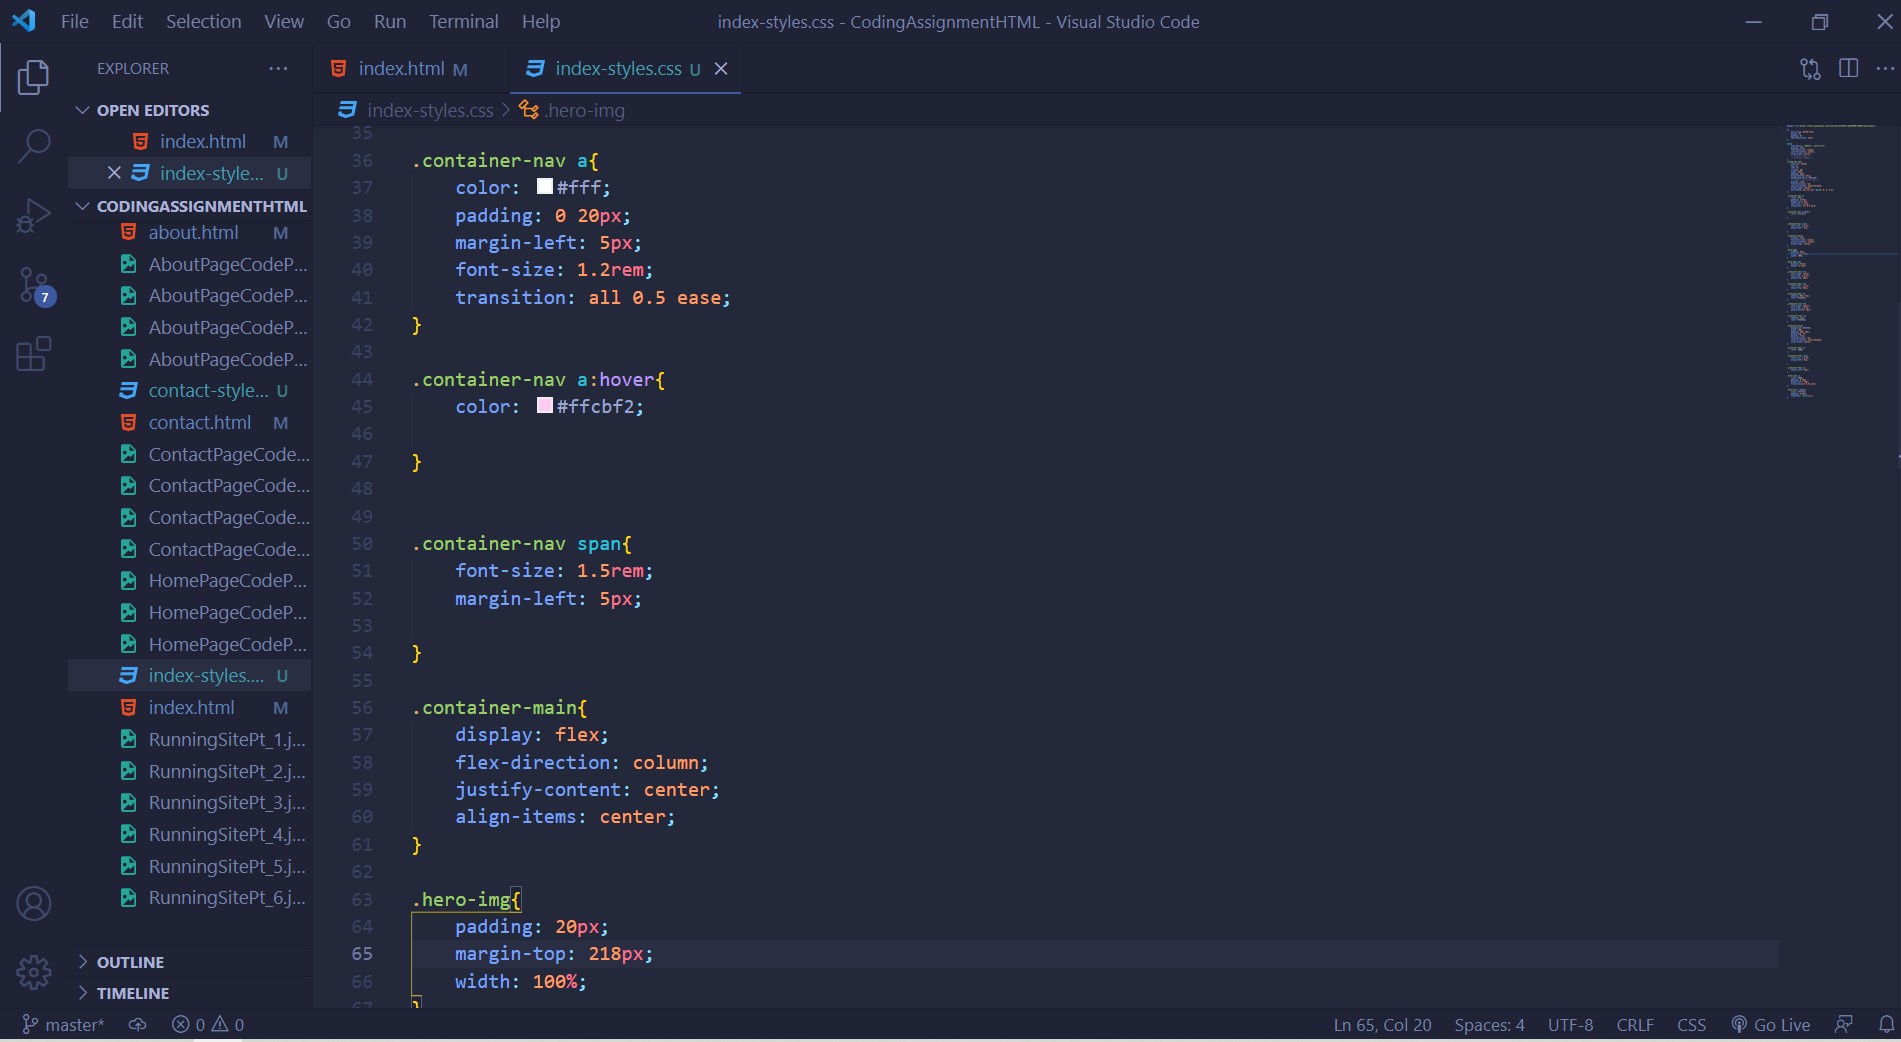 File Edit Selection View Go Run Terminal Help index-styles.css - CodingAssignmentHTML - Visual Studio Code
EXPLORER
OPEN EDITORS
index.html M
index-style... U
CODINGASSIGNMENTHTML
about.html M
AboutPageCodeP...
AboutPageCodeP...
AboutPageCodeP...
AboutPageCodeP...
contact-style... U
contact.html M
ContactPageCode...
ContactPageCode...
ContactPageCode...
ContactPageCode...
HomePageCodeP...
HomePageCodeP...
HomePageCodeP...
index-styles.... U
index.html M
RunningSitePt_1.j...
RunningSitePt_2.j...
RunningSitePt_3.j...
RunningSitePt_4.j...
RunningSitePt_5.j...
RunningSitePt_6.j...
OUTLINE
TIMELINE
7
index.html M index-styles.css U
index-styles.css > .hero-img
35
36 .container-nav a{
37 color: #fff;
38 padding: 0 20px;
39 margin-left: 5px;
40 font-size: 1.2rem;
41 transition: all 0.5 ease;
42 }
43
44 .container-nav a:hover{
45 color: #ffcbf2;
46
47 }
48
49
50 .container-nav span{
51 font-size: 1.5rem;
52 margin-left: 5px;
53
54 }
55
56 .container-main{
57 display: flex;
58 flex-direction: column;
59 justify-content: center;
60 align-items: center;
61 }
62
63 .hero-img{
64 padding: 20px;
65 margin-top: 218px;
66 width: 100%;
67 }
master* 0 0 Ln 65, Col 20 Spaces: 4 UTF-8 CRLF CSS Go Live